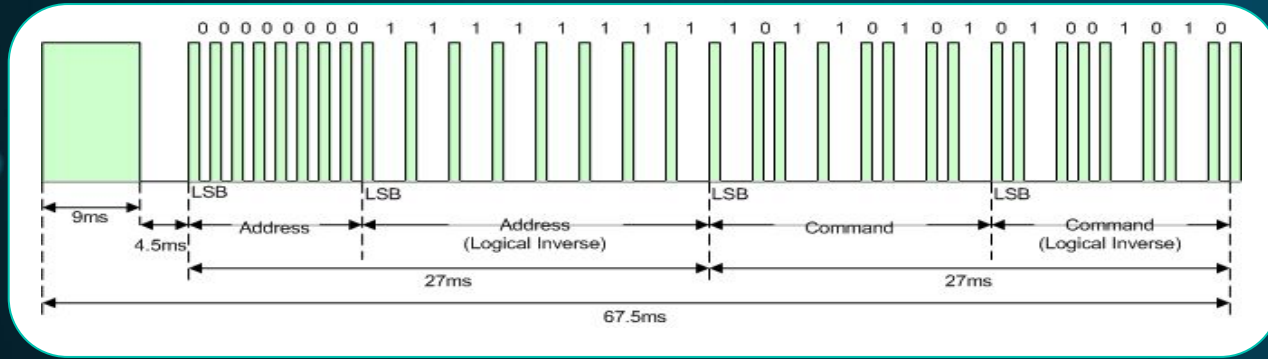 0 0 0 0 0 0 0 0 1 1 1 1 1 1 1 1 1 0 1 1 0 1 0 1 0 1 0 0 1 0 1 0
LSB LSB LSB LSB
9ms
4.5ms
Address
Address
(Logical Inverse)
Command
Command
(Logical Inverse)
27ms
27ms
67.5ms